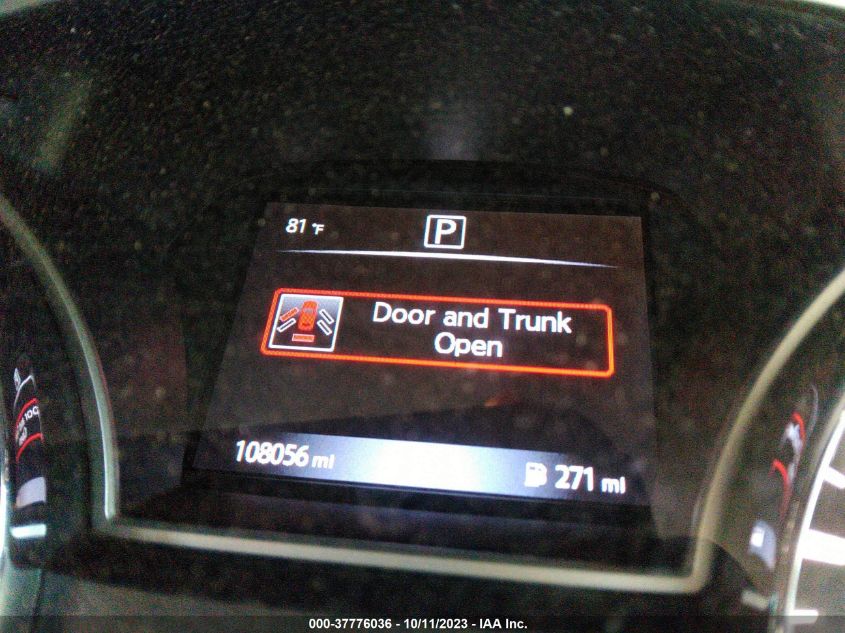 81 °F
P
Door and Trunk
Open
108056 mi
271 mi
000-37776036 - 10/11/2023 - IAA Inc.